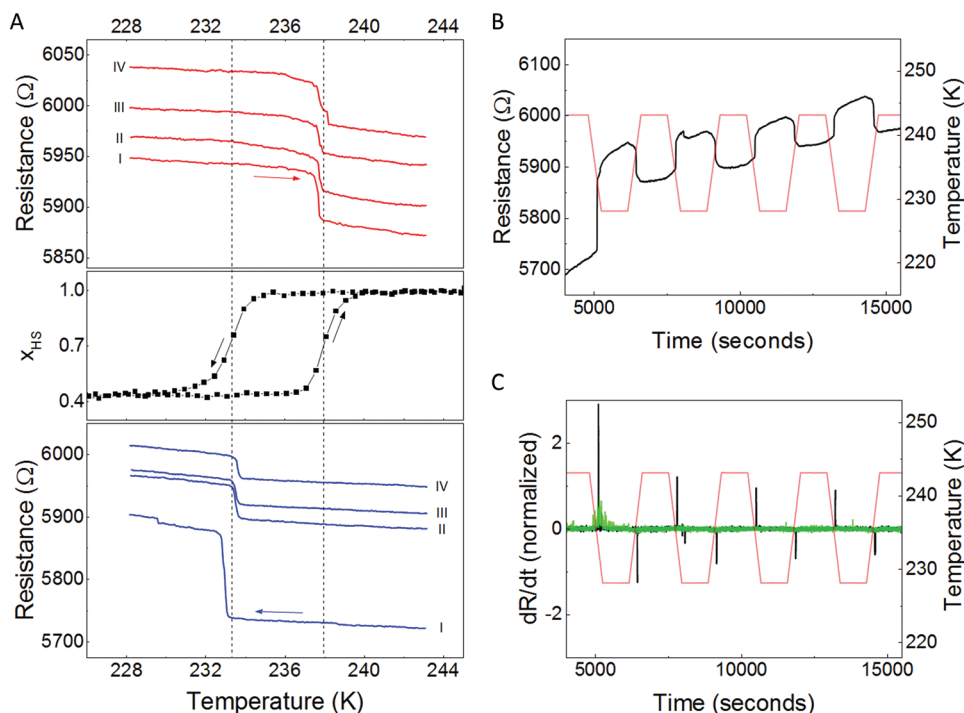 A
228 232 236 240 244
6050
6000
5950
5900
5850
Resistance (Ω)
IV
III
II
I
1.0
0.7
0.4
xHS
6000
5900
5800
5700
Resistance (Ω)
IV
III
II
I
228 232 236 240 244
Temperature (K)
B
6100
6000
5900
5800
5700
Resistance (Ω)
250
240
230
220
Temperature (K)
5000 10000 15000
Time (seconds)
C
2
0
-2
dR/dt (normalized)
250
240
230
220
Temperature (K)
5000 10000 15000
Time (seconds)